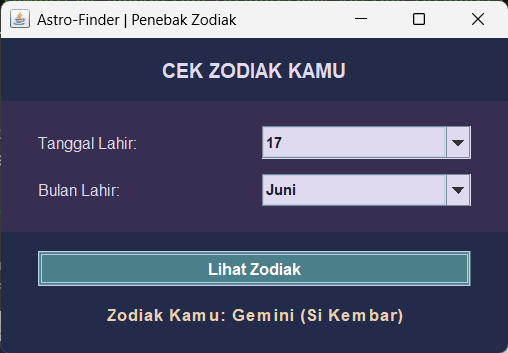 Astro-Finder | Penebak Zodiak
CEK ZODIAK KAMU
Tanggal Lahir: 17
Bulan Lahir: Juni
Lihat Zodiak
Zodiak Kamu: Gemini (Si Kembar)